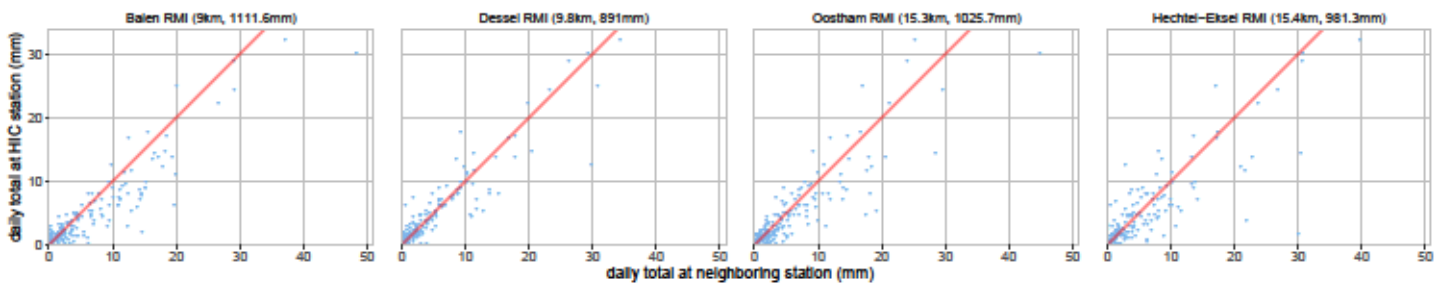 Balen RMI (9km, 1111.6mm)
Dessel RMI (9.8km, 891mm)
Oostham RMI (15.3km, 1025.7mm)
Hechtel-Eksel RMI (15.4km, 981.3mm)
daily total at HIC station (mm)
30
20
10
0
0 10 20 30 40 50
0 10 20 30 40 50
0 10 20 30 40 50
0 10 20 30 40 50
daily total at neighboring station (mm)